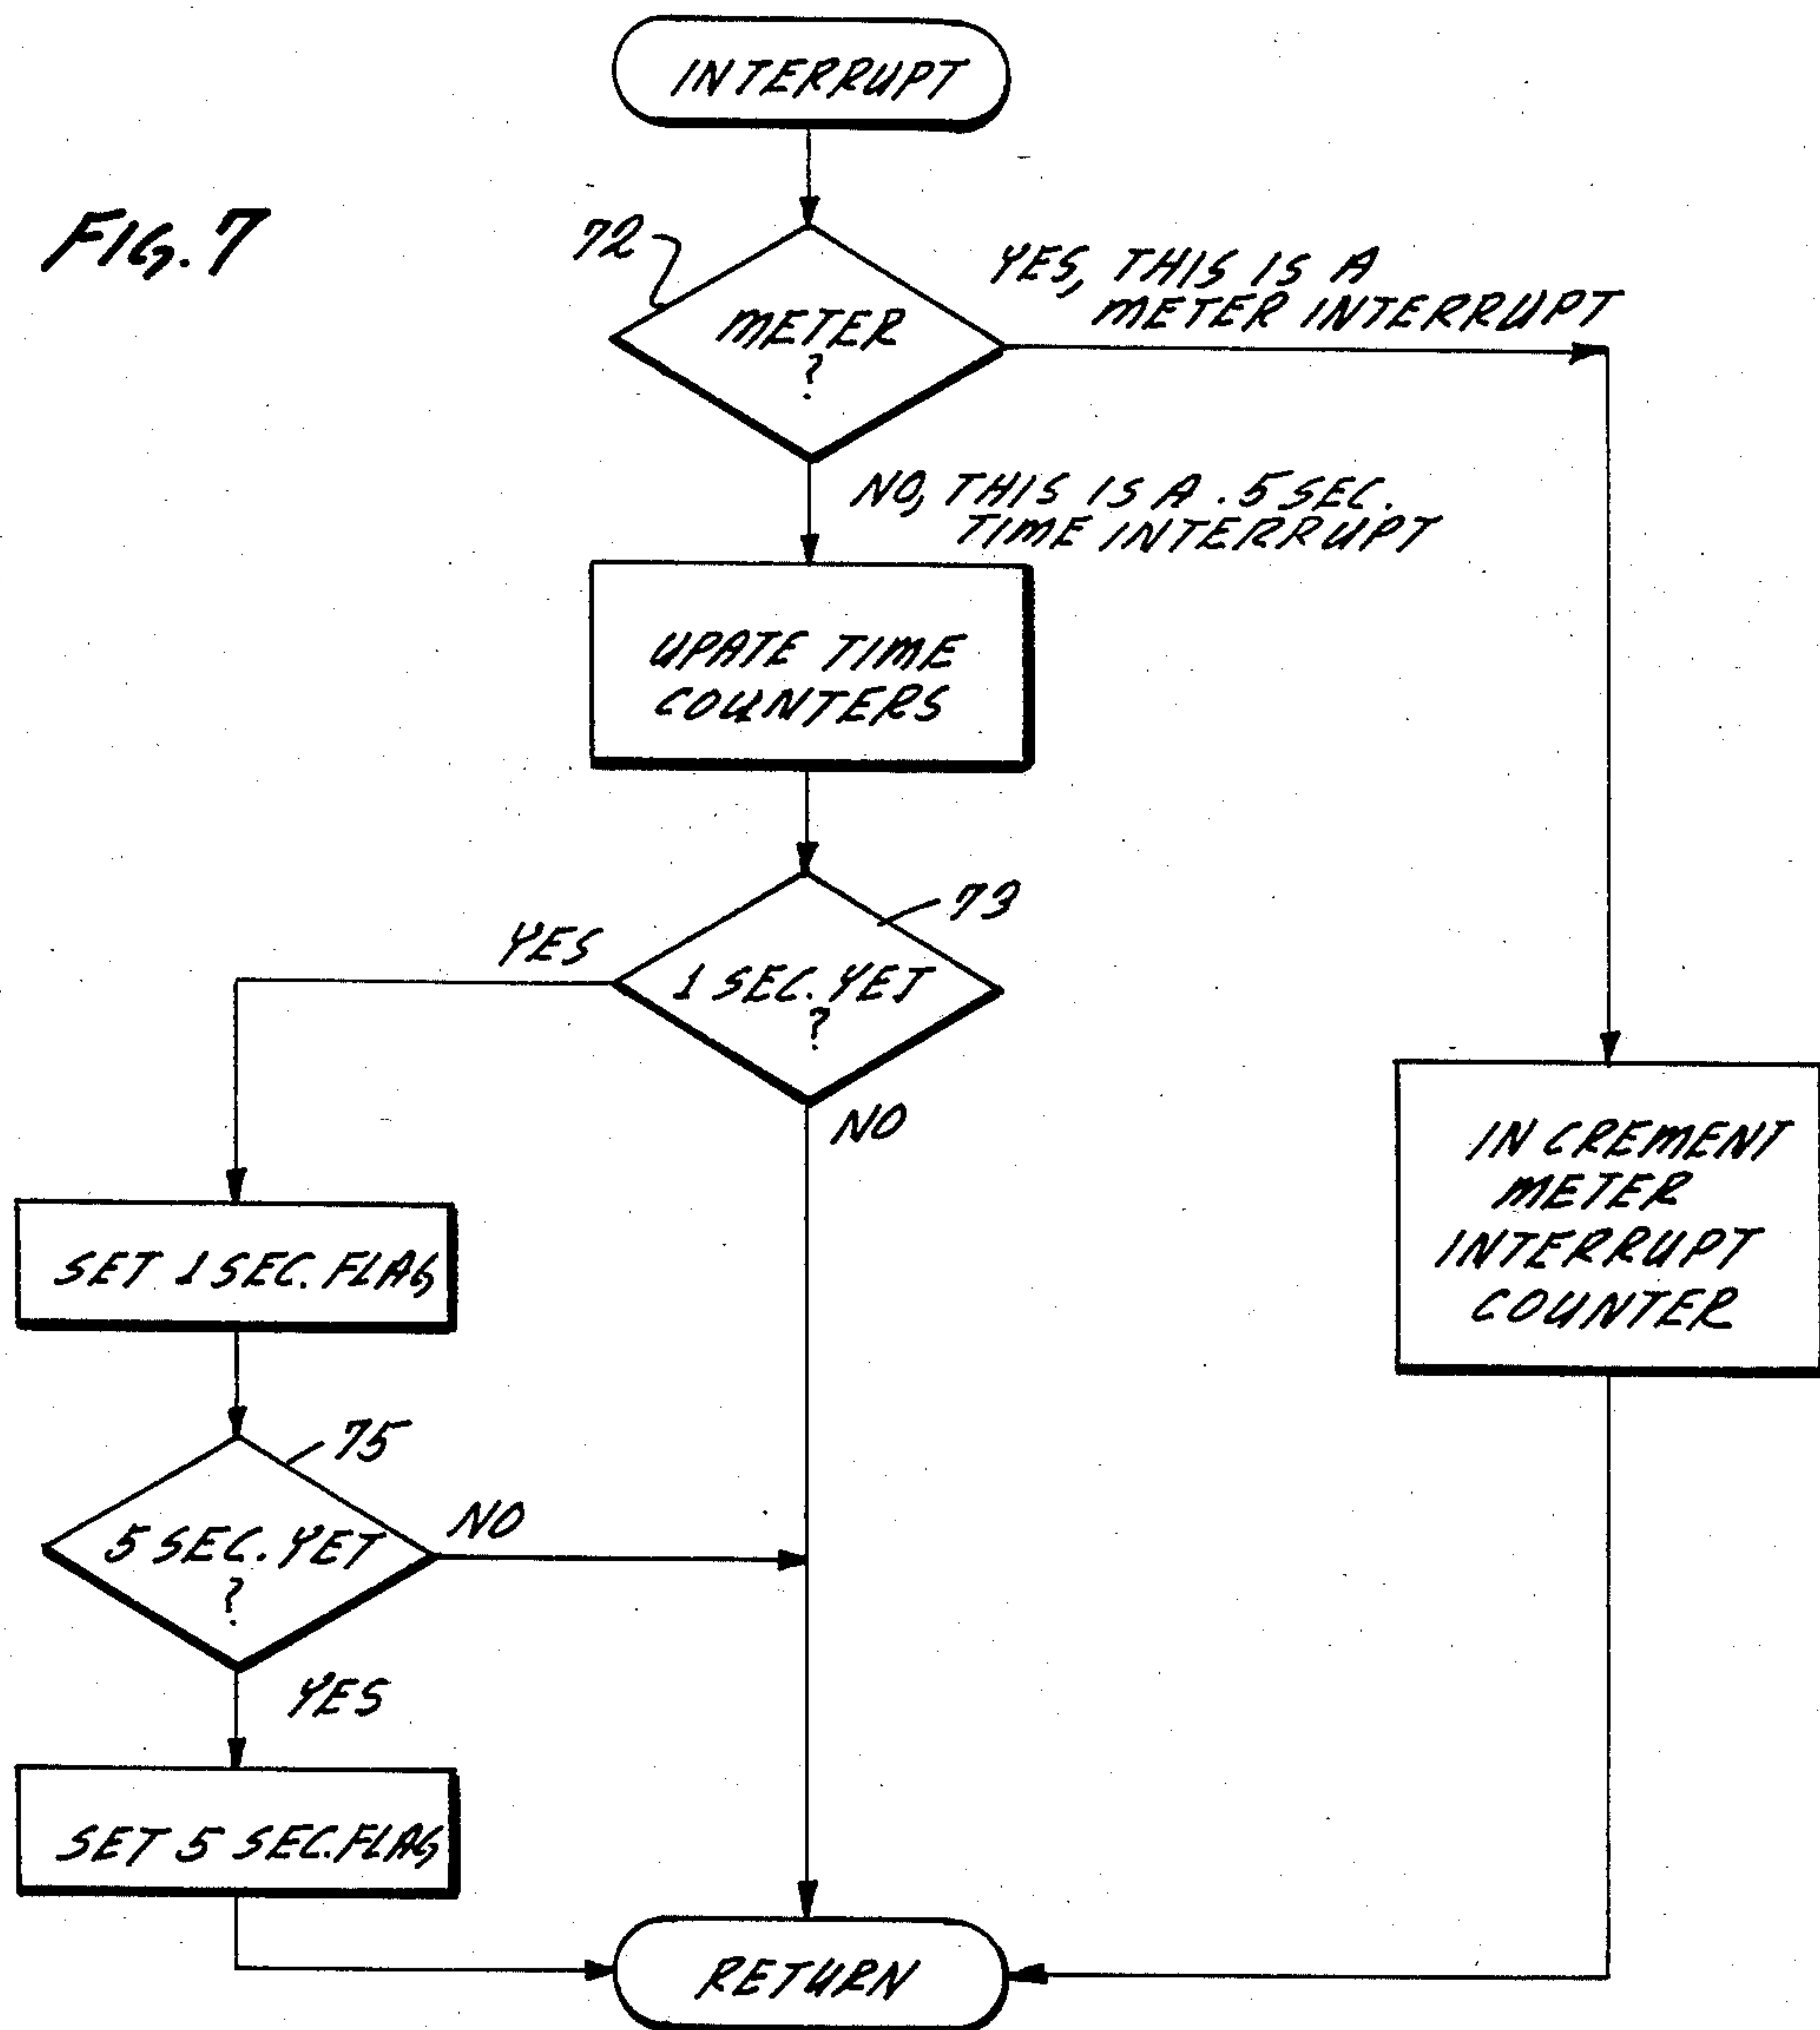 INTERRUPT
FIG. 7
72
METER
?
YES, THIS IS A
METER INTERRUPT
NO, THIS IS A .5 SEC.
TIME INTERRUPT
UPATE TIME
COUNTERS
73
YES
1 SEC. YET
?
NO
IN CREMENT
METER
INTERRUPT
COUNTER
SET 1 SEC. FLAG
75
5 SEC. YET
?
NO
YES
SET 5 SEC. FLAG
RETURN